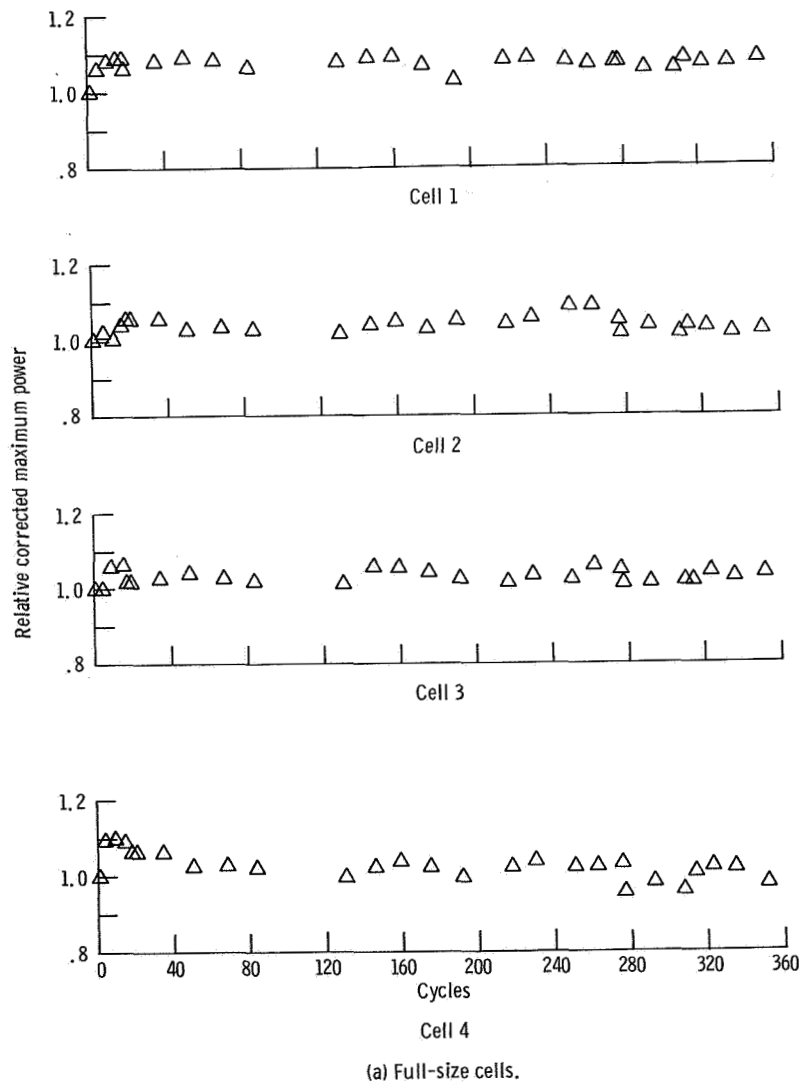 1.2
1.0
.8
Cell 1
1.2
1.0
.8
Cell 2
Relative corrected maximum power
1.2
1.0
.8
Cell 3
1.2
1.0
.8
0 40 80 120 160 200 240 280 320 360
Cycles
Cell 4
(a) Full-size cells.